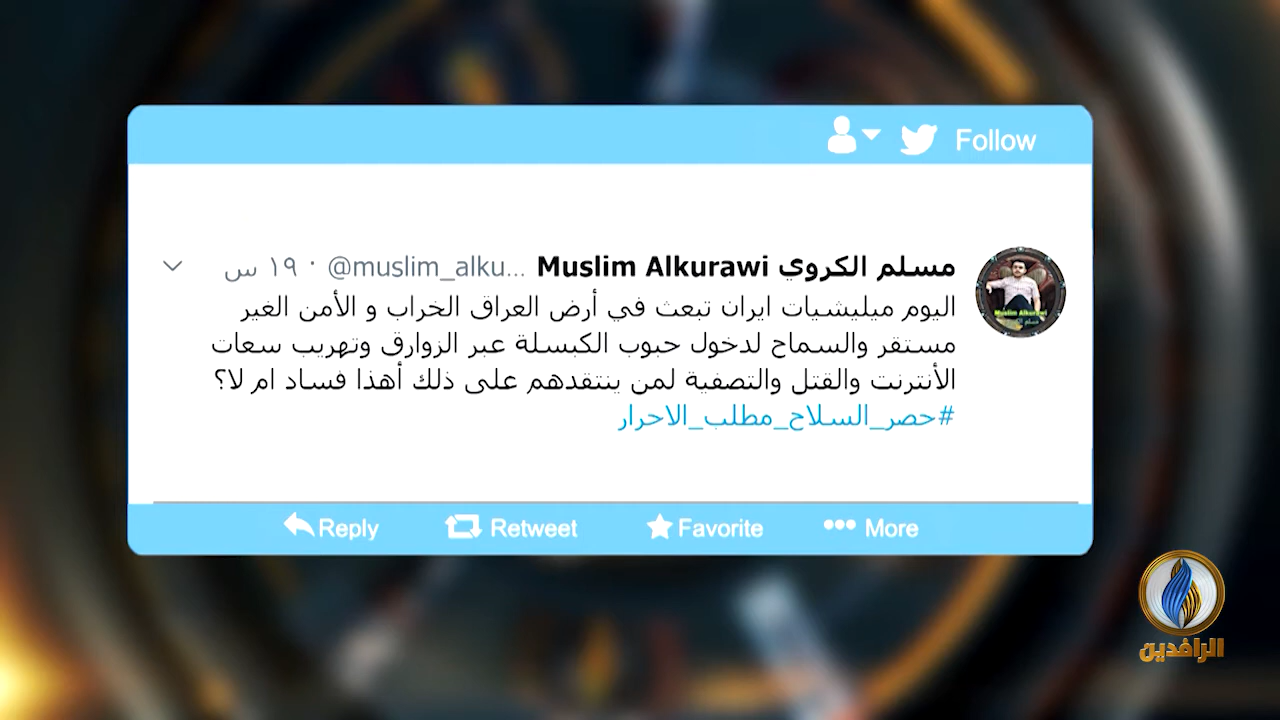 Follow
مسلم الكروي Muslim Alkurawi @muslim_alku... · ١٩ س
اليوم ميليشيات ايران تبعث في أرض العراق الخراب و الأمن الغير
مستقر والسماح لدخول حبوب الكبسلة عبر الزوارق وتهريب سعات
الأنترنت والقتل والتصفية لمن ينتقدهم على ذلك أهذا فساد ام لا؟
#حصر_السلاح_مطلب_الاحرار
Reply Retweet Favorite More
الرافدين